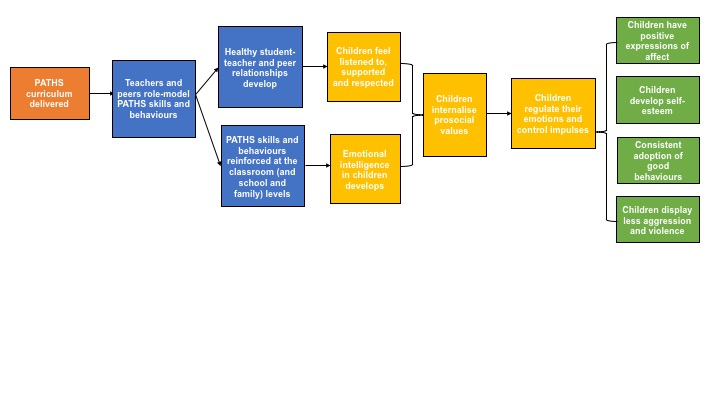 PATHS
curriculum
delivered
Teachers and
peers role-model
PATHS skills and
behaviours
Healthy student-
teacher and peer
relationships
develop
PATHS skills and
behaviours
reinforced at the
classroom (and
school and
family) levels
Children feel
listened to,
supported
and respected
Emotional
intelligence
in children
develops
Children
internalise
prosocial
values
Children
regulate their
emotions and
control impulses
Children have
positive
expressions of
affect
Children
develop self-
esteem
Consistent
adoption of
good
behaviours
Children display
less aggression
and violence